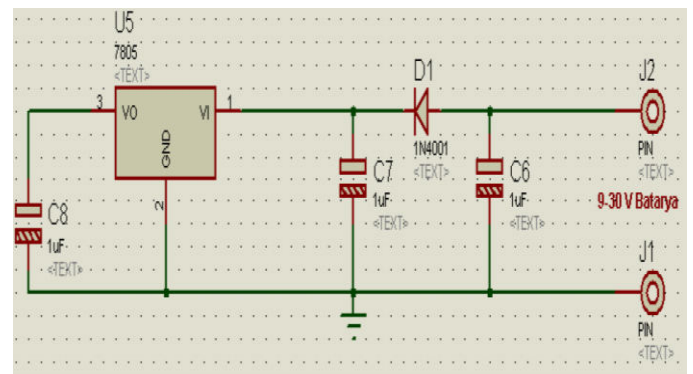 U5
7805
<TEXT>
3
VO
VI
1
GND
2
D1
1N4001
<TEXT>
J2
PIN
<TEXT>
C7
1uF
<TEXT>
C6
1uF
<TEXT>
9-30 V Batarya
C8
1uF
<TEXT>
J1
PIN
<TEXT>